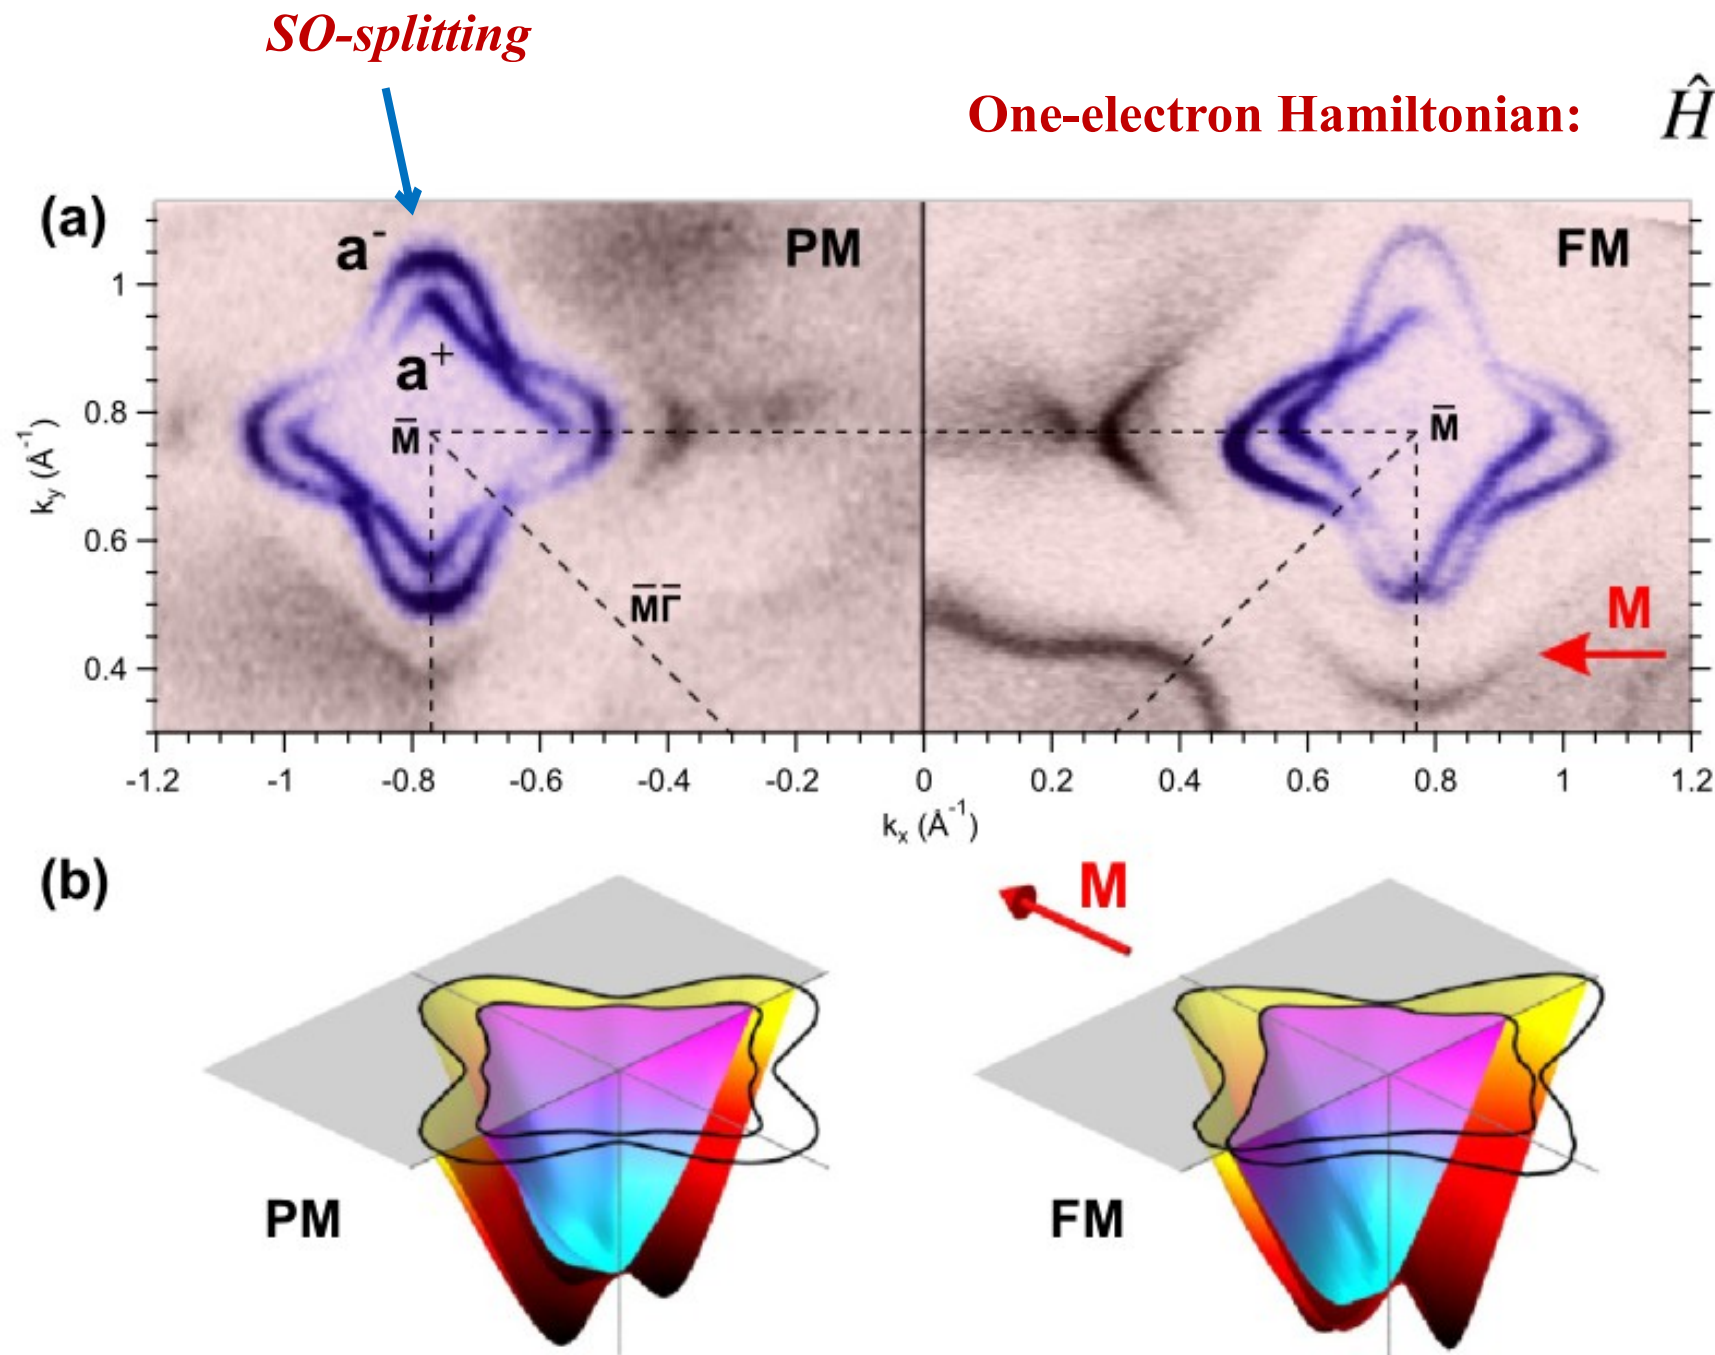 SO-splitting
One-electron Hamiltonian: Ĥ
(a)
a⁻
PM
FM
a⁺
M̅
M̅
M̅Γ̅
M
k_y (Å⁻¹)
1
0.8
0.6
0.4
-1.2 -1 -0.8 -0.6 -0.4 -0.2 0 0.2 0.4 0.6 0.8 1 1.2
k_x (Å⁻¹)
(b)
M
PM
FM